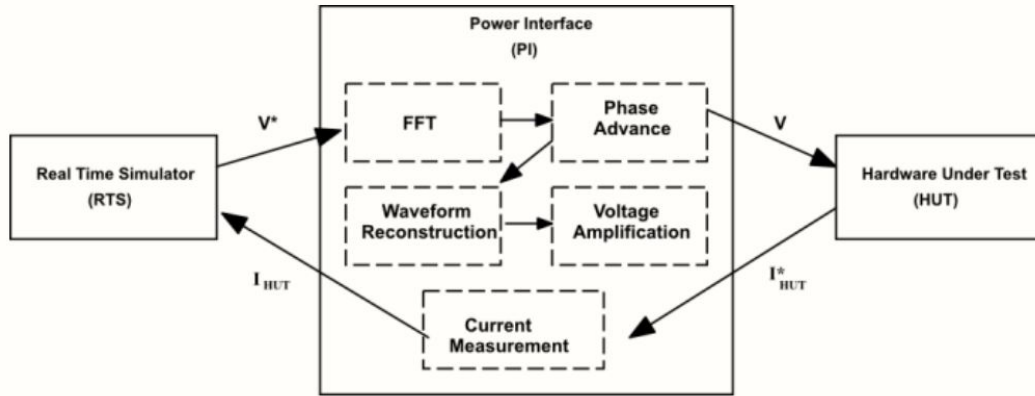 Power Interface
(PI)
FFT
Phase
Advance
V*
V
Real Time Simulator
(RTS)
Hardware Under Test
(HUT)
Waveform
Reconstruction
Voltage
Amplification
I HUT
I*HUT
Current
Measurement